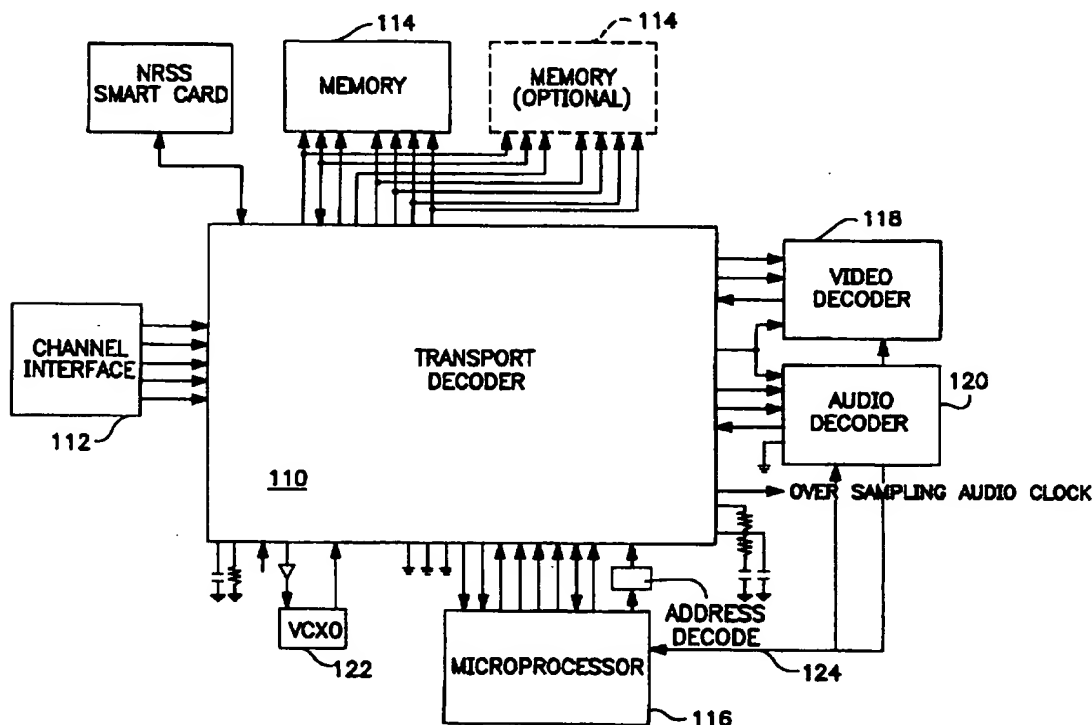 114
114
NRSS
SMART CARD
MEMORY
MEMORY
(OPTIONAL)
118
VIDEO
DECODER
CHANNEL
INTERFACE
TRANSPORT
DECODER
120
AUDIO
DECODER
112
110
OVER SAMPLING AUDIO CLOCK
VCXO
ADDRESS
DECODE
122
MICROPROCESSOR
124
116